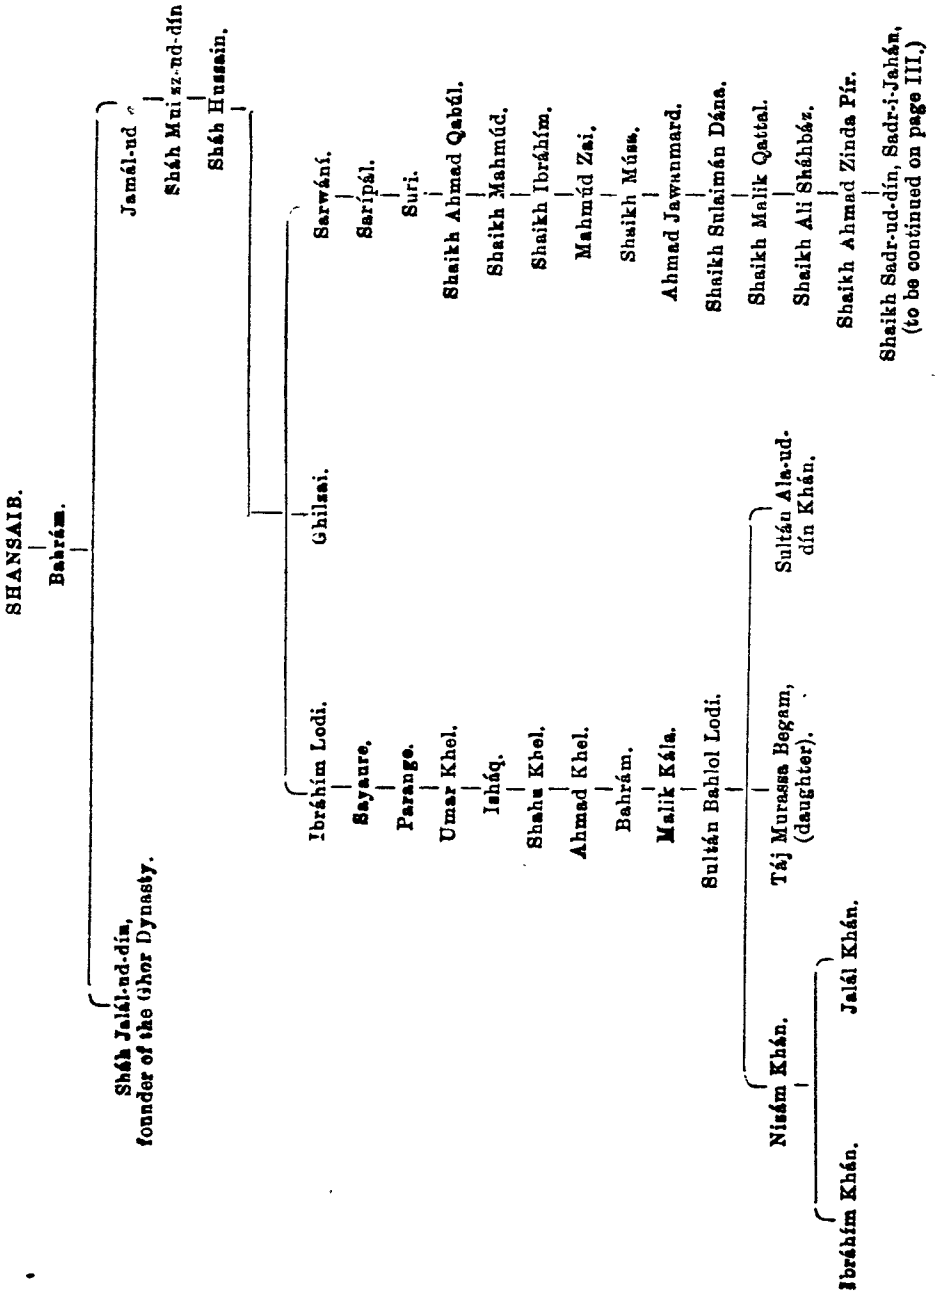 SHANSAIB.
Bahrám.
Sháh Jalál-ud-dín,
founder of the Ghor Dynasty.
Jamál-ud
Sháh Mui zz-ud-dín
Sháh Hussain.
Ibráhím Lodi.
Ghilzai.
Sarwání.
Sayaure.
Parange.
Umar Khel.
Isháq.
Shahu Khel.
Ahmad Khel.
Bahrám.
Malik Kála.
Sultán Bahlol Lodi.
Sarípál.
Suri.
Shaikh Ahmad Qabúl.
Shaikh Mahmúd.
Shaikh Ibráhím.
Mahmúd Zai.
Shaikh Músa.
Ahmad Jawanmard.
Shaikh Sulaimán Dána.
Shaikh Malik Qattal.
Shaikh Ali Sháhbáz.
Shaikh Ahmad Zinda Pír.
Shaikh Sadr-ud-dín, Sadr-i-Jahán,
(to be continued on page III.)
Nizám Khán.
Táj Murassa Begam,
(daughter).
Sultán Ala-ud-
dín Khán.
Ibráhím Khán.
Jalál Khán.